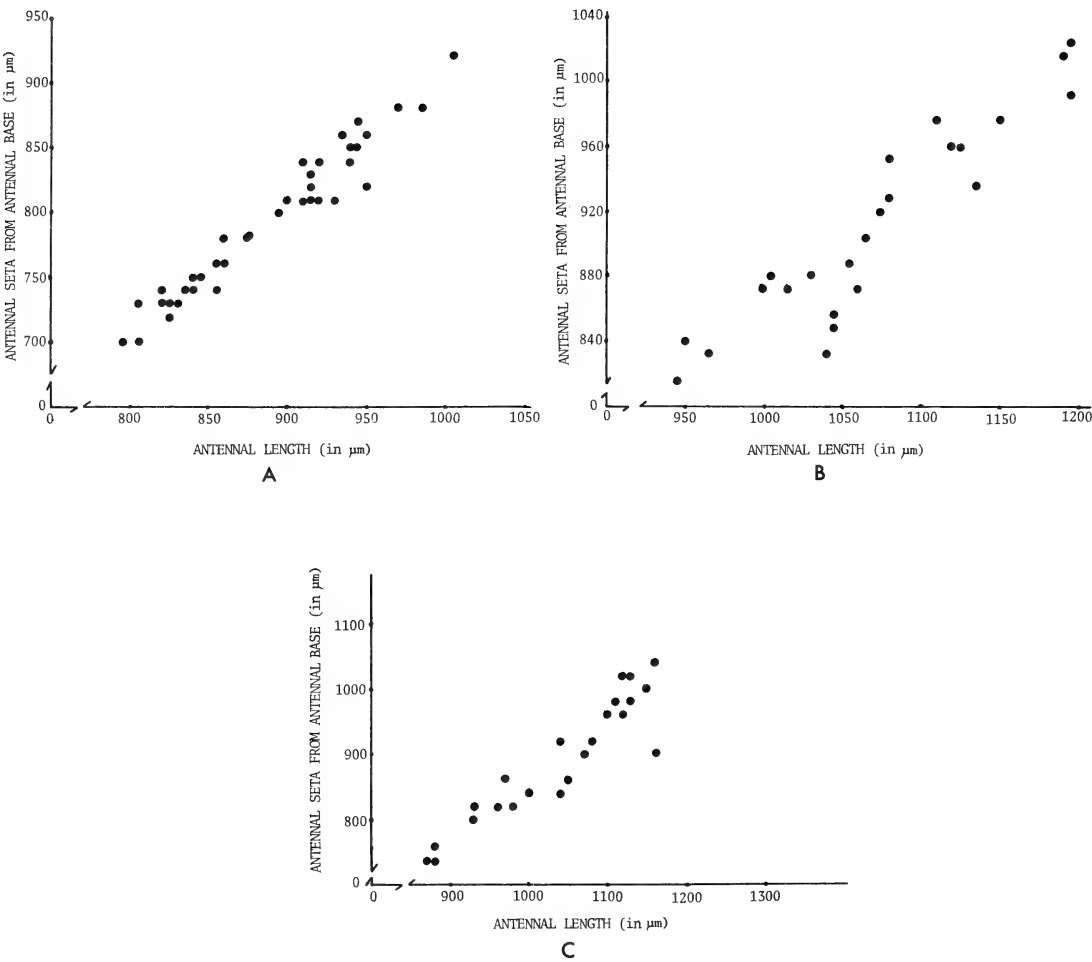 950
900
850
800
750
700
0
ANTENNAL SETA FROM ANTENNAL BASE (in µm)
0 800 850 900 950 1000 1050
ANTENNAL LENGTH (in µm)
A
1040
1000
960
920
880
840
0
ANTENNAL SETA FROM ANTENNAL BASE (in µm)
0 950 1000 1050 1100 1150 1200
ANTENNAL LENGTH (in µm)
B
1100
1000
900
800
0
ANTENNAL SETA FROM ANTENNAL BASE (in µm)
0 900 1000 1100 1200 1300
ANTENNAL LENGTH (in µm)
C